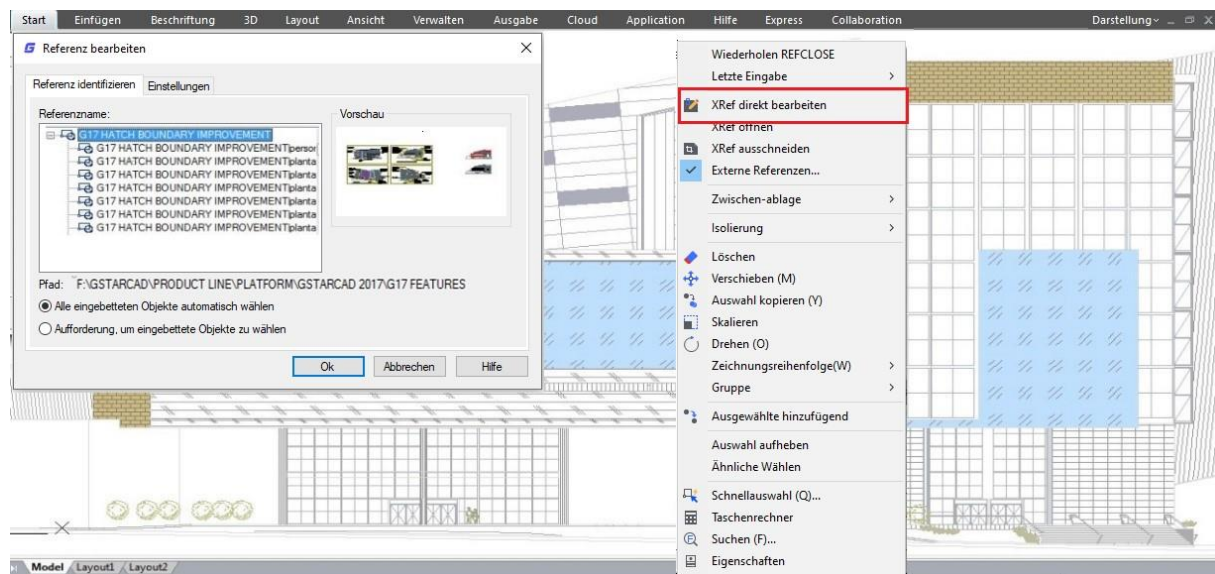 Start Einfügen Beschriftung 3D Layout Ansicht Verwalten Ausgabe Cloud Application Hilfe Express Collaboration Darstellung
Referenz bearbeiten
Referenz identifizieren Einstellungen
Referenzname:
G17 HATCH BOUNDARY IMPROVEMENT
G17 HATCH BOUNDARY IMPROVEMENT|person
G17 HATCH BOUNDARY IMPROVEMENT|planta
G17 HATCH BOUNDARY IMPROVEMENT|planta
G17 HATCH BOUNDARY IMPROVEMENT|planta
G17 HATCH BOUNDARY IMPROVEMENT|planta
G17 HATCH BOUNDARY IMPROVEMENT|planta
G17 HATCH BOUNDARY IMPROVEMENT|planta
Vorschau
Pfad: F:\GSTARCAD\PRODUCT LINE\PLATFORM\GSTARCAD 2017\G17 FEATURES
Alle eingebetteten Objekte automatisch wählen
Aufforderung, um eingebettete Objekte zu wählen
Ok Abbrechen Hilfe
Wiederholen REFCLOSE
Letzte Eingabe
XRef direkt bearbeiten
XRef öffnen
XRef ausschneiden
Externe Referenzen...
Zwischen-ablage
Isolierung
Löschen
Verschieben (M)
Auswahl kopieren (Y)
Skalieren
Drehen (O)
Zeichnungsreihenfolge(W)
Gruppe
Ausgewählte hinzufügend
Auswahl aufheben
Ähnliche Wählen
Schnellauswahl (Q)...
Taschenrechner
Suchen (F)...
Eigenschaften
Model Layout1 Layout2